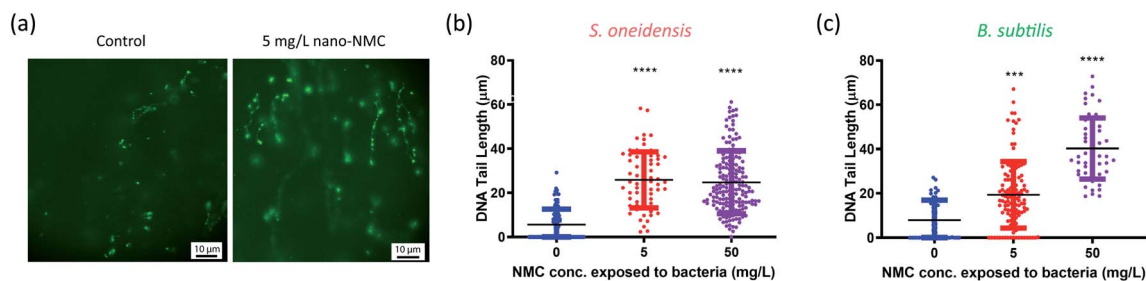 (a)
Control
5 mg/L nano-NMC
10 μm
10 μm
(b)
S. oneidensis
DNA Tail Length (μm)
80
60
40
20
0
****
****
0
5
50
NMC conc. exposed to bacteria (mg/L)
(c)
B. subtilis
DNA Tail Length (μm)
80
60
40
20
0
***
****
0
5
50
NMC conc. exposed to bacteria (mg/L)